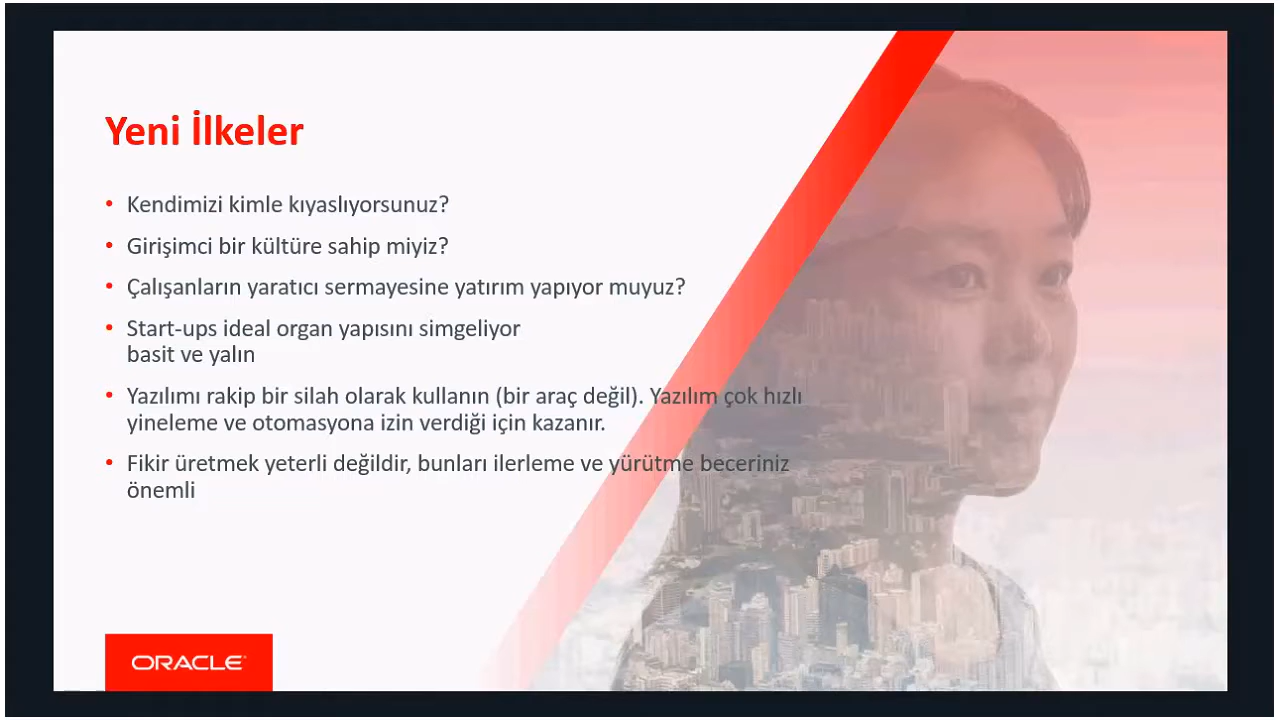 Yeni İlkeler
• Kendimizi kimle kıyaslıyorsunuz?
• Girişimci bir kültüre sahip miyiz?
• Çalışanların yaratıcı sermayesine yatırım yapıyor muyuz?
• Start-ups ideal organ yapısını simgeliyor
basit ve yalın
• Yazılımı rakip bir silah olarak kullanın (bir araç değil). Yazılım çok hızlı
yineleme ve otomasyona izin verdiği için kazanır.
• Fikir üretmek yeterli değildir, bunları ilerleme ve yürütme beceriniz
önemli
ORACLE